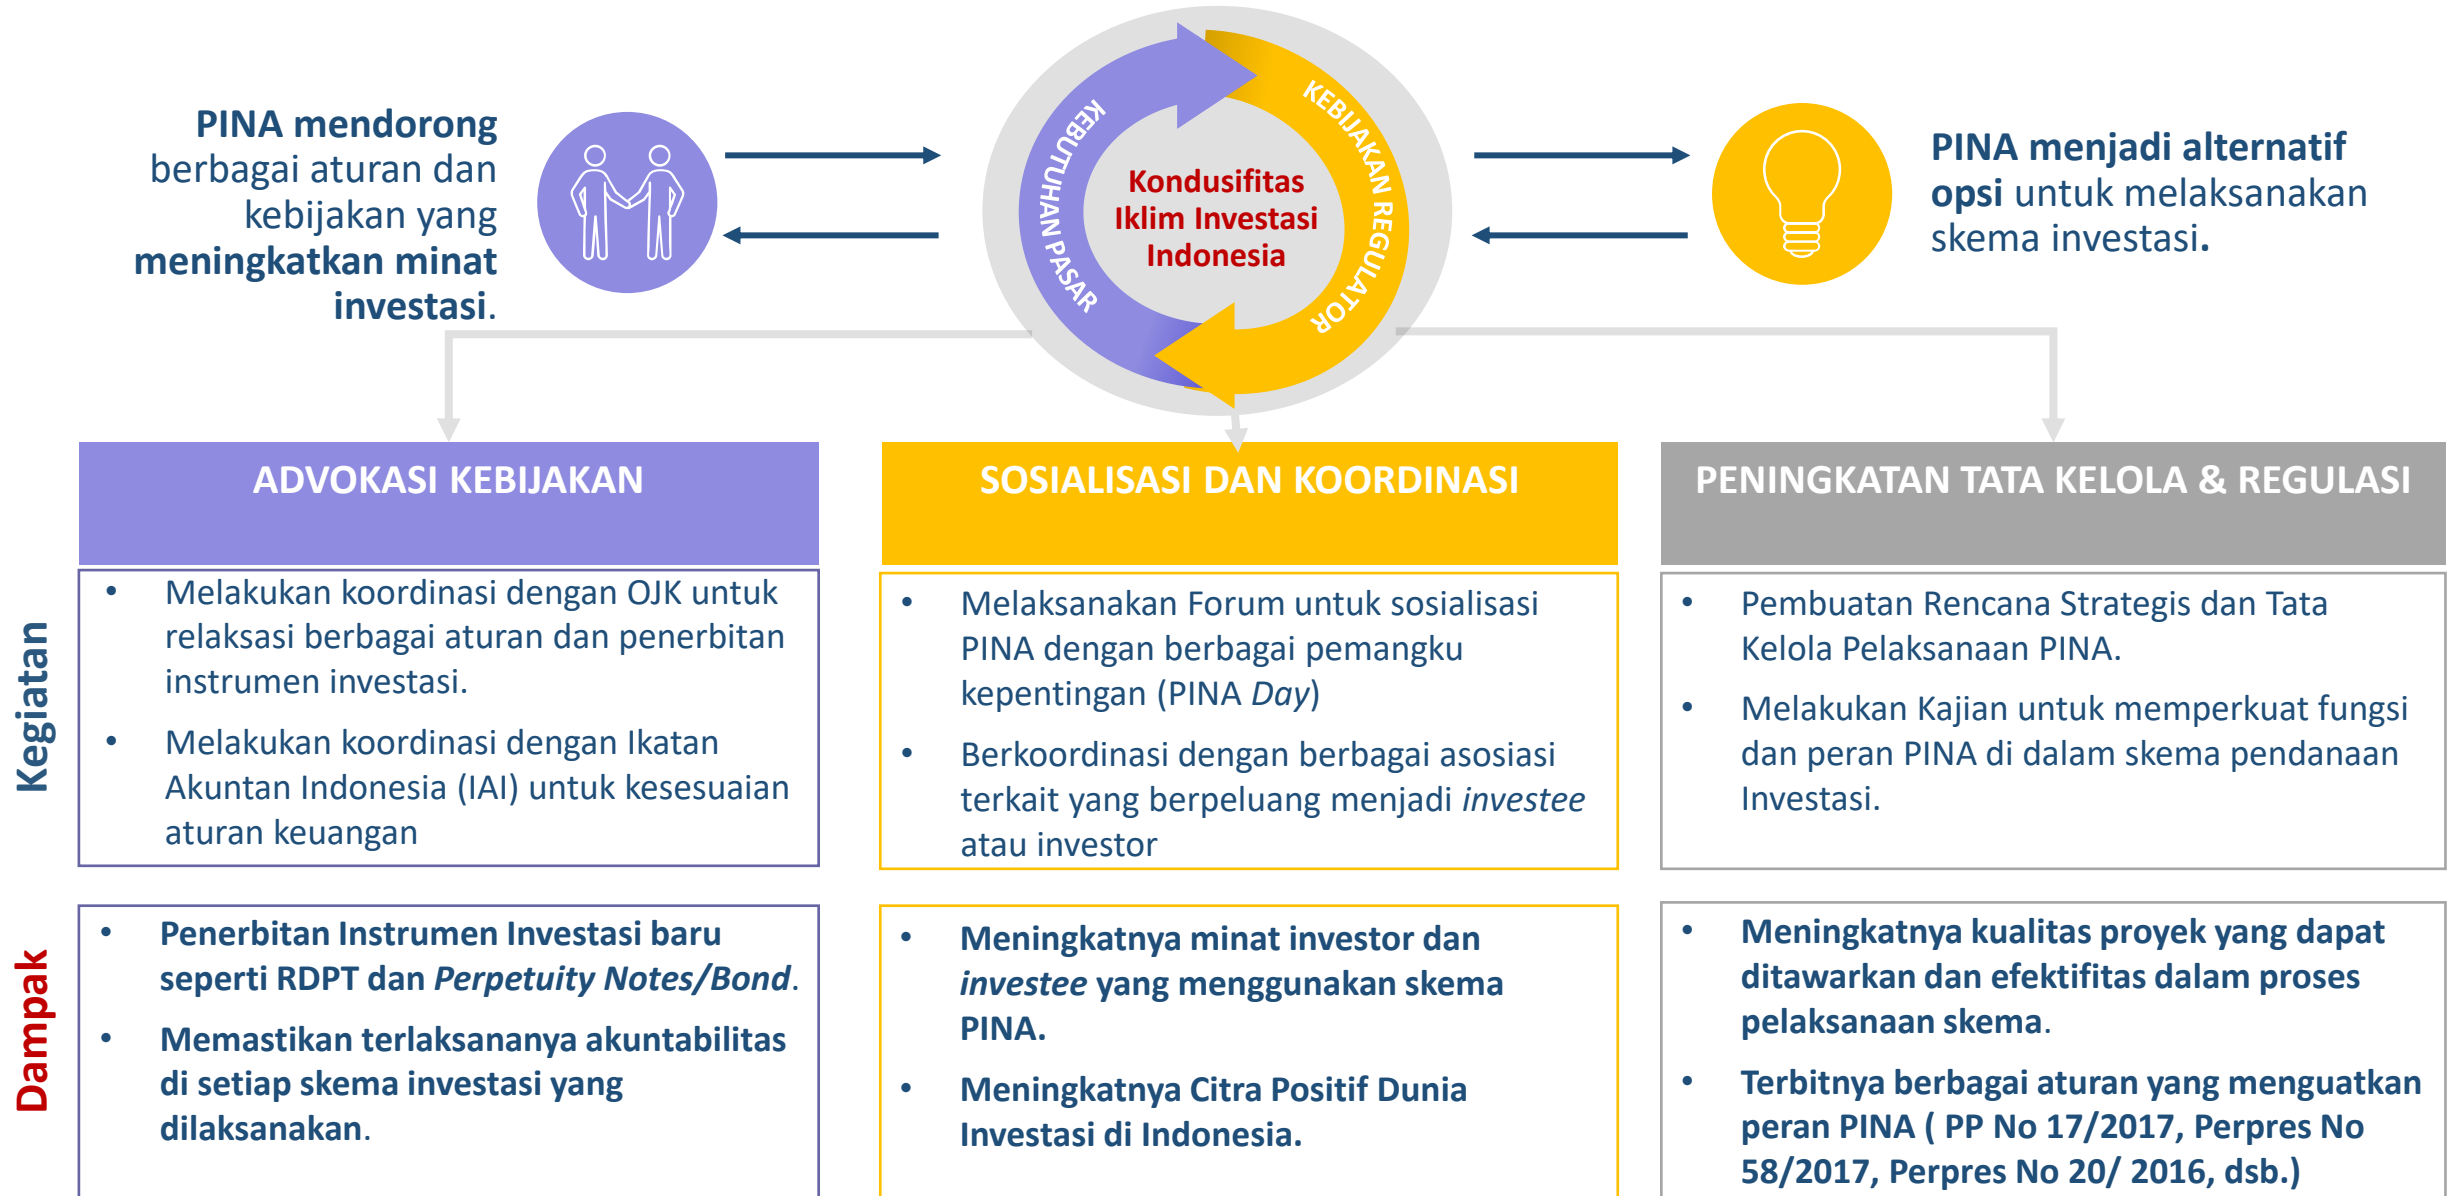 PINA mendorong
berbagai aturan dan
kebijakan yang
meningkatkan minat
investasi.
KEBUTUHAN PASAR
KEBIJAKAN REGULATOR
Kondusifitas
Iklim Investasi
Indonesia
PINA menjadi alternatif
opsi untuk melaksanakan
skema investasi.
ADVOKASI KEBIJAKAN
SOSIALISASI DAN KOORDINASI
PENINGKATAN TATA KELOLA & REGULASI
Kegiatan
• Melakukan koordinasi dengan OJK untuk
relaksasi berbagai aturan dan penerbitan
instrumen investasi.
• Melakukan koordinasi dengan Ikatan
Akuntan Indonesia (IAI) untuk kesesuaian
aturan keuangan
• Melaksanakan Forum untuk sosialisasi
PINA dengan berbagai pemangku
kepentingan (PINA Day)
• Berkoordinasi dengan berbagai asosiasi
terkait yang berpeluang menjadi investee
atau investor
• Pembuatan Rencana Strategis dan Tata
Kelola Pelaksanaan PINA.
• Melakukan Kajian untuk memperkuat fungsi
dan peran PINA di dalam skema pendanaan
Investasi.
Dampak
• Penerbitan Instrumen Investasi baru
seperti RDPT dan Perpetuity Notes/Bond.
• Memastikan terlaksananya akuntabilitas
di setiap skema investasi yang
dilaksanakan.
• Meningkatnya minat investor dan
investee yang menggunakan skema
PINA.
• Meningkatnya Citra Positif Dunia
Investasi di Indonesia.
• Meningkatnya kualitas proyek yang dapat
ditawarkan dan efektifitas dalam proses
pelaksanaan skema.
• Terbitnya berbagai aturan yang menguatkan
peran PINA ( PP No 17/2017, Perpres No
58/2017, Perpres No 20/ 2016, dsb.)